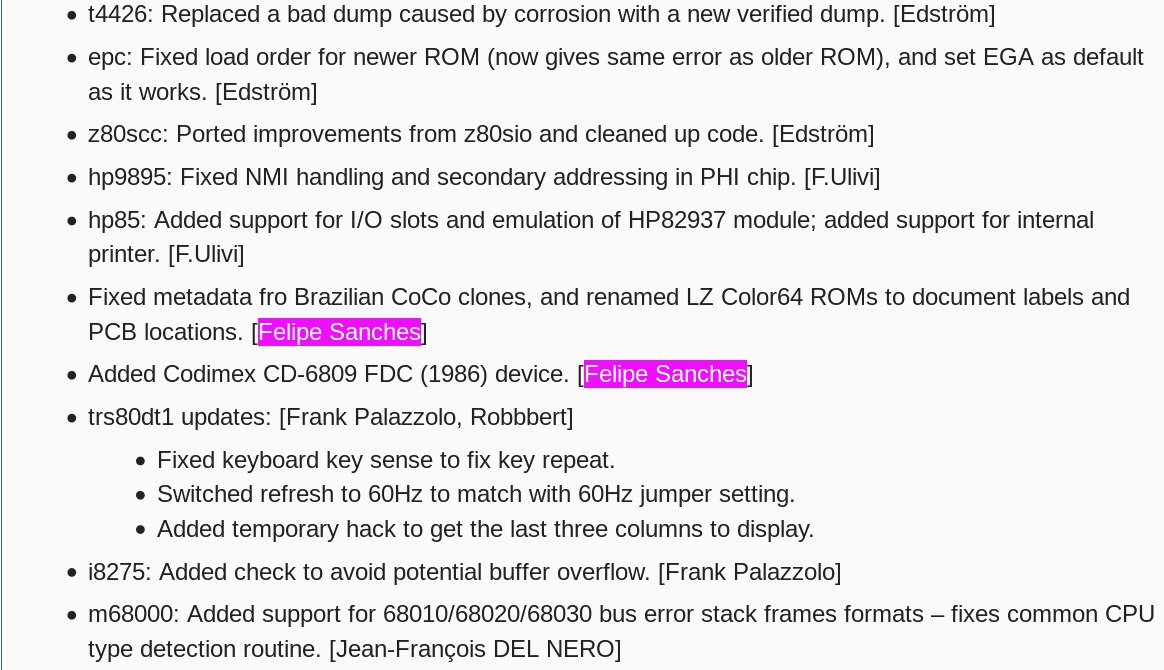 • t4426: Replaced a bad dump caused by corrosion with a new verified dump. [Edström]
• epc: Fixed load order for newer ROM (now gives same error as older ROM), and set EGA as default
as it works. [Edström]
• z80scc: Ported improvements from z80sio and cleaned up code. [Edström]
• hp9895: Fixed NMI handling and secondary addressing in PHI chip. [F.Ulivi]
• hp85: Added support for I/O slots and emulation of HP82937 module; added support for internal
printer. [F.Ulivi]
• Fixed metadata fro Brazilian CoCo clones, and renamed LZ Color64 ROMs to document labels and
PCB locations. [Felipe Sanches]
• Added Codimex CD-6809 FDC (1986) device. [Felipe Sanches]
• trs80dt1 updates: [Frank Palazzolo, Robbbert]
• Fixed keyboard key sense to fix key repeat.
• Switched refresh to 60Hz to match with 60Hz jumper setting.
• Added temporary hack to get the last three columns to display.
• i8275: Added check to avoid potential buffer overflow. [Frank Palazzolo]
• m68000: Added support for 68010/68020/68030 bus error stack frames formats – fixes common CPU
type detection routine. [Jean-François DEL NERO]